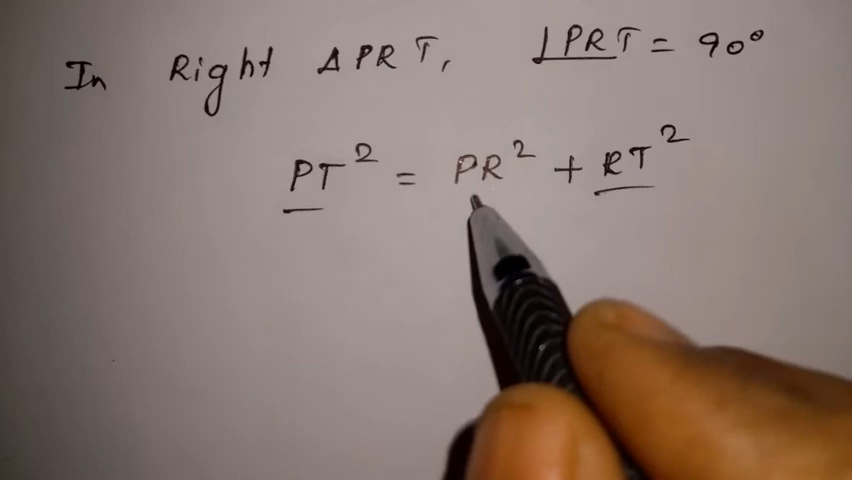 In Right ΔPRT, ∠PRT = 90°
PT² = PR² + RT²